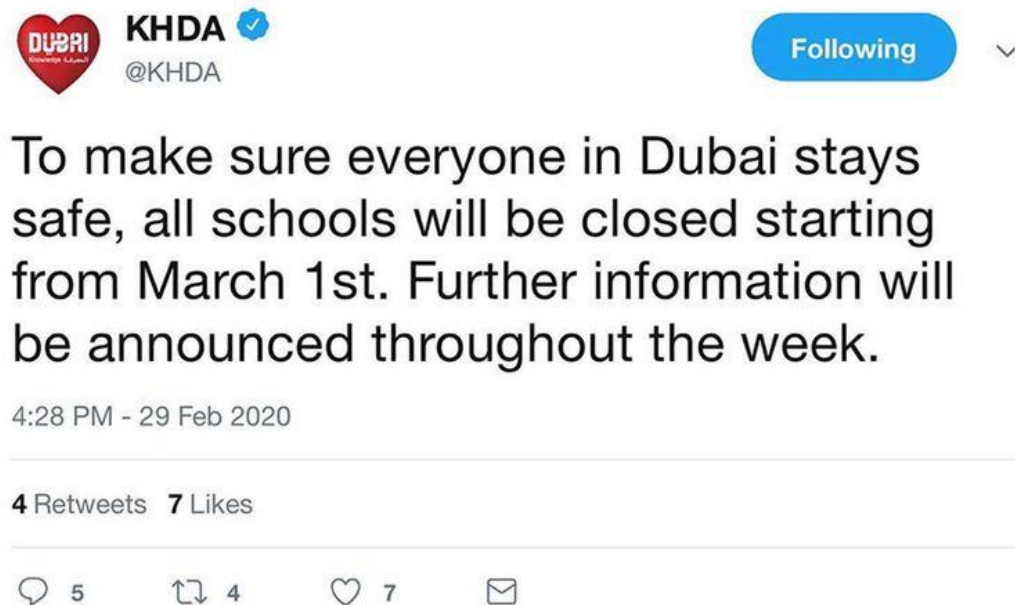 DUBAI
KHDA
@KHDA
Following
To make sure everyone in Dubai stays
safe, all schools will be closed starting
from March 1st. Further information will
be announced throughout the week.
4:28 PM - 29 Feb 2020
4 Retweets 7 Likes
5 4 7